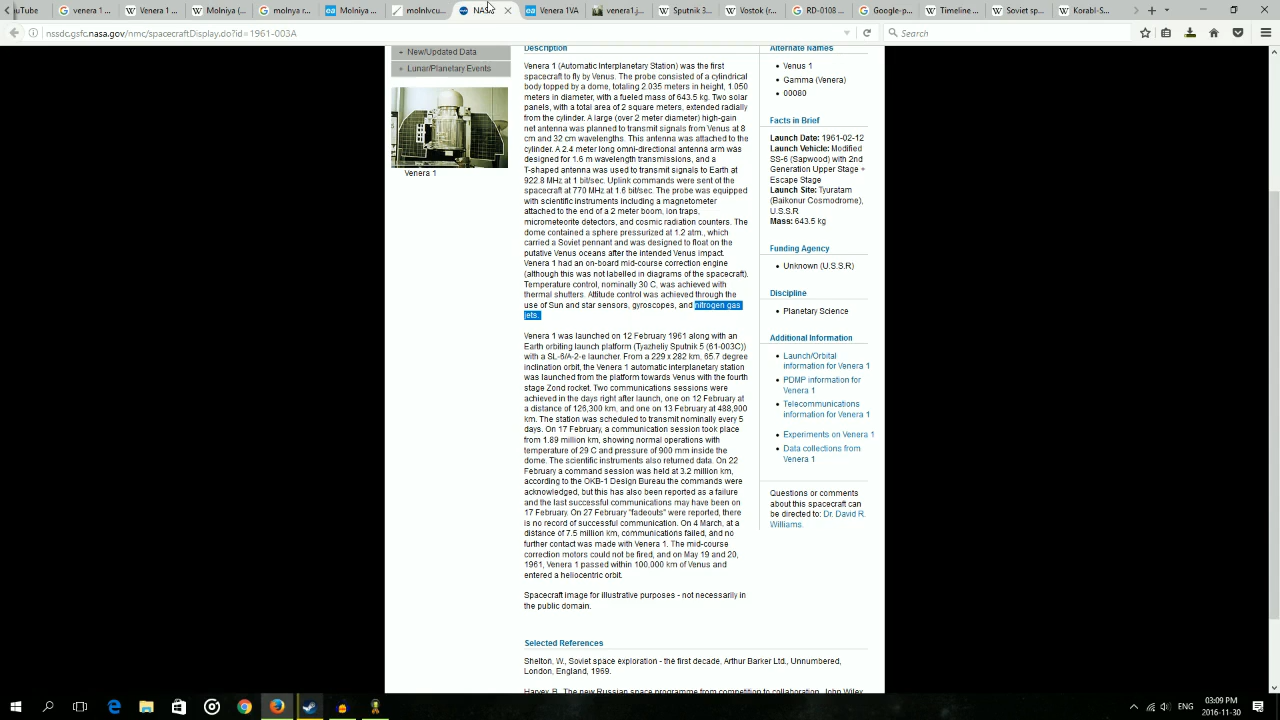 uTube
venera 1...
Venera 1 ...
Molniya (...
molnya r...
Molniya ...
molnlvcu...
NASA
Venera 1VA
venera1.j...
Sputnik 3...
Vostok (r...
RD-0108 ...
Google-p...
Timeline ...
Soviet sp...
Korabl-S...
nssdc.gsfc.nasa.gov/nmc/spacecraftDisplay.do?id=1961-003A
Search
New/Updated Data
Lunar/Planetary Events
Venera 1
Description
Venera 1 (Automatic Interplanetary Station) was the first
spacecraft to fly by Venus. The probe consisted of a cylindrical
body topped by a dome, totaling 2.035 meters in height, 1.050
meters in diameter, with a fueled mass of 643.5 kg. Two solar
panels, with a total area of 2 square meters, extended radially
from the cylinder. A large (over 2 meter diameter) high-gain
net antenna was planned to transmit signals from Venus at 8
cm and 32 cm wavelengths. This antenna was attached to the
cylinder. A 2.4 meter long omni-directional antenna arm was
designed for 1.6 m wavelength transmissions, and a
T-shaped antenna was used to transmit signals to Earth at
922.8 MHz at 1 bit/sec. Uplink commands were sent of the
spacecraft at 770 MHz at 1.6 bit/sec. The probe was equipped
with scientific instruments including a magnetometer
attached to the end of a 2 meter boom, ion traps,
micrometeorite detectors, and cosmic radiation counters. The
dome contained a sphere pressurized at 1.2 atm., which
carried a Soviet pennant and was designed to float on the
putative Venus oceans after the intended Venus impact.
Venera 1 had an on-board mid-course correction engine
(although this was not labelled in diagrams of the spacecraft).
Temperature control, nominally 30 C, was achieved with
thermal shutters. Attitude control was achieved through the
use of Sun and star sensors, gyroscopes, and nitrogen gas
jets.
Venera 1 was launched on 12 February 1961 along with an
Earth orbiting launch platform (Tyazheliy Sputnik 5 (61-003C))
with a SL-6/A-2-e launcher. From a 229 x 282 km, 65.7 degree
inclination orbit, the Venera 1 automatic interplanetary station
was launched from the platform towards Venus with the fourth
stage Zond rocket. Two communications sessions were
achieved in the days right after launch, one on 12 February at
a distance of 126,300 km, and one on 13 February at 488,900
km. The station was scheduled to transmit nominally every 5
days. On 17 February, a communication session took place
from 1.89 million km, showing normal operations with
temperature of 29 C and pressure of 900 mm inside the
dome. The scientific instruments also returned data. On 22
February a command session was held at 3.2 million km,
according to the OKB-1 Design Bureau the commands were
acknowledged, but this has also been reported as a failure
and the last successful communications may have been on
17 February. On 27 February "fadeouts" were reported, there
is no record of successful communication. On 4 March, at a
distance of 7.5 million km, communications failed, and no
further contact was made with Venera 1. The mid-course
correction motors could not be fired, and on May 19 and 20,
1961, Venera 1 passed within 100,000 km of Venus and
entered a heliocentric orbit.
Spacecraft image for illustrative purposes - not necessarily in
the public domain.
Alternate Names
Venus 1
Gamma (Venera)
00080
Facts in Brief
Launch Date: 1961-02-12
Launch Vehicle: Modified
SS-6 (Sapwood) with 2nd
Generation Upper Stage +
Escape Stage
Launch Site: Tyuratam
(Baikonur Cosmodrome),
U.S.S.R
Mass: 643.5 kg
Funding Agency
Unknown (U.S.S.R)
Discipline
Planetary Science
Additional Information
Launch/Orbital
information for Venera 1
PDMP information for
Venera 1
Telecommunications
information for Venera 1
Experiments on Venera 1
Data collections from
Venera 1
Questions or comments
about this spacecraft can
be directed to: Dr. David R.
Williams.
Selected References
Shelton, W., Soviet space exploration - the first decade, Arthur Barker Ltd., Unnumbered,
London, England, 1969.
Harvey, B., The new Russian space programme from competition to collaboration, John Wiley
ENG
03:09 PM
2016-11-30